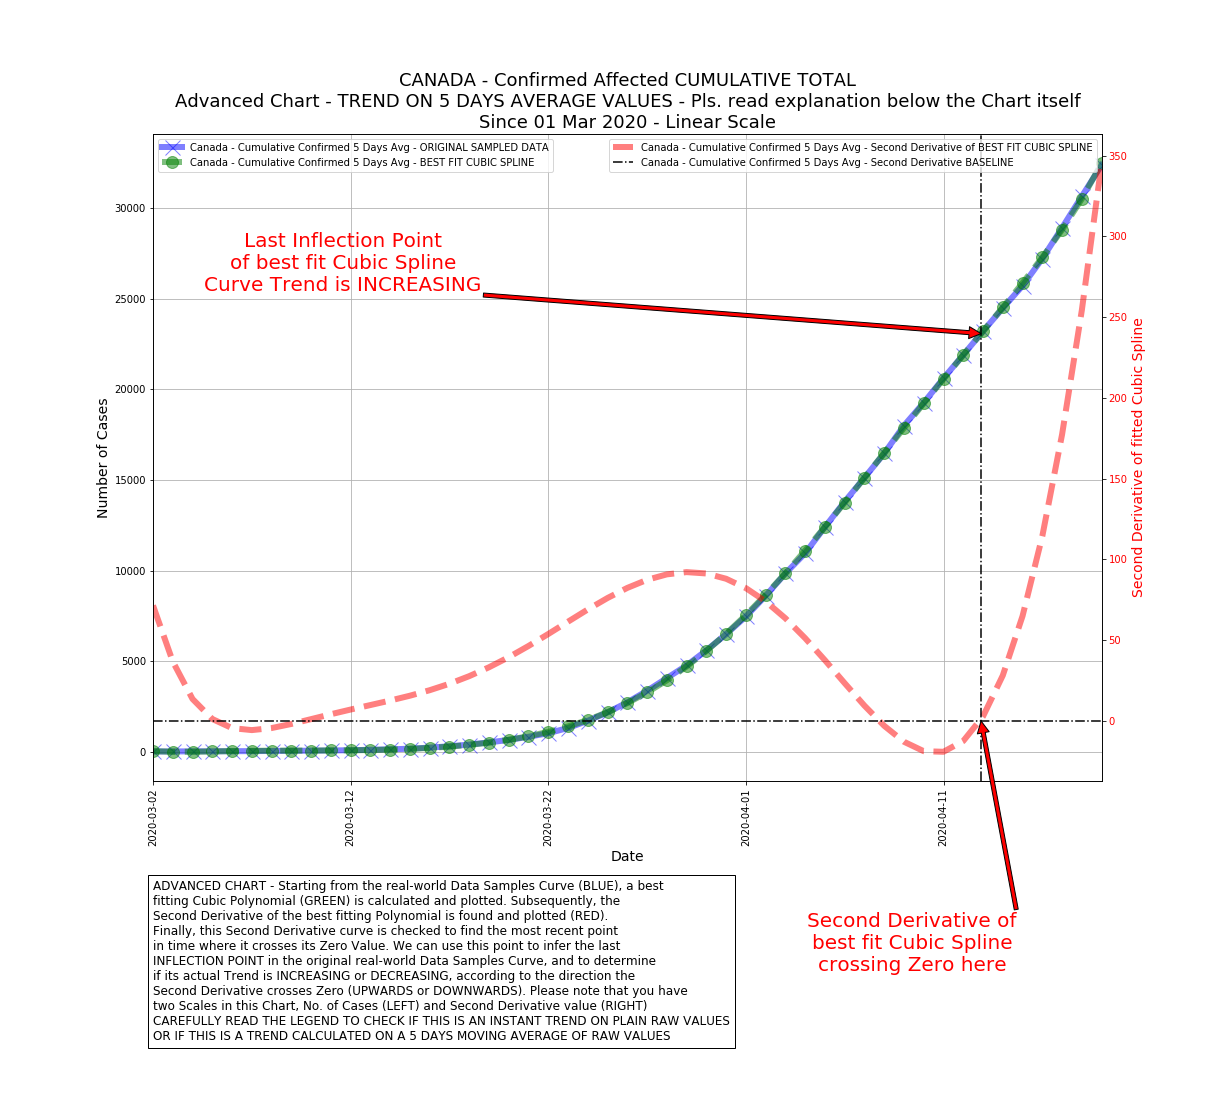 CANADA - Confirmed Affected CUMULATIVE TOTAL
Advanced Chart - TREND ON 5 DAYS AVERAGE VALUES - Pls. read explanation below the Chart itself
Since 01 Mar 2020 - Linear Scale
Canada - Cumulative Confirmed 5 Days Avg - ORIGINAL SAMPLED DATA
Canada - Cumulative Confirmed 5 Days Avg - BEST FIT CUBIC SPLINE
Canada - Cumulative Confirmed 5 Days Avg - Second Derivative of BEST FIT CUBIC SPLINE
Canada - Cumulative Confirmed 5 Days Avg - Second Derivative BASELINE
Last Inflection Point
of best fit Cubic Spline
Curve Trend is INCREASING
Number of Cases
30000
25000
20000
15000
10000
5000
0
350
300
250
200
150
100
50
0
Second Derivative of fitted Cubic Spline
2020-03-02
2020-03-12
2020-03-22
2020-04-01
2020-04-11
Date
ADVANCED CHART - Starting from the real-world Data Samples Curve (BLUE), a best
fitting Cubic Polynomial (GREEN) is calculated and plotted. Subsequently, the
Second Derivative of the best fitting Polynomial is found and plotted (RED).
Finally, this Second Derivative curve is checked to find the most recent point
in time where it crosses its Zero Value. We can use this point to infer the last
INFLECTION POINT in the original real-world Data Samples Curve, and to determine
if its actual Trend is INCREASING or DECREASING, according to the direction the
Second Derivative crosses Zero (UPWARDS or DOWNWARDS). Please note that you have
two Scales in this Chart, No. of Cases (LEFT) and Second Derivative value (RIGHT)
CAREFULLY READ THE LEGEND TO CHECK IF THIS IS AN INSTANT TREND ON PLAIN RAW VALUES
OR IF THIS IS A TREND CALCULATED ON A 5 DAYS MOVING AVERAGE OF RAW VALUES
Second Derivative of
best fit Cubic Spline
crossing Zero here